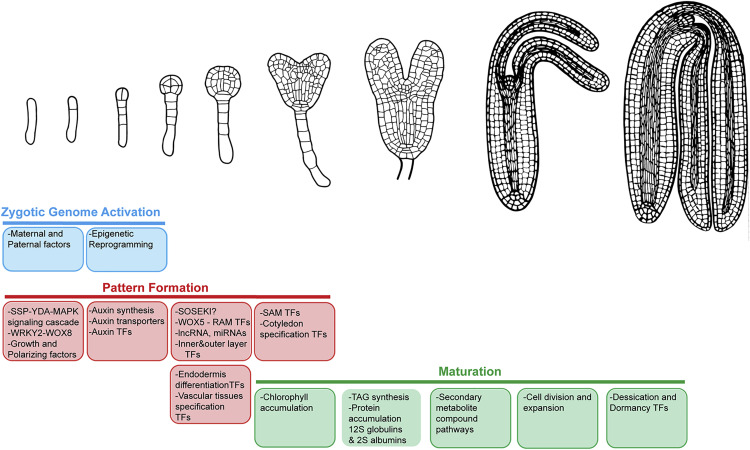 Zygotic Genome Activation
-Maternal and
Paternal factors
-Epigenetic
Reprogramming
Pattern Formation
-SSP-YDA-MAPK
signaling cascade
-WRKY2-WOX8
-Growth and
Polarizing factors
-Auxin synthesis
-Auxin transporters
-Auxin TFs
-SOSEKI?
-WOX5 - RAM TFs
-lncRNA, miRNAs
-Inner&outer layer
TFs
-SAM TFs
-Cotyledon
specification TFs
-Endodermis
differentiationTFs
-Vascular tissues
specification
TFs
Maturation
-Chlorophyll
accumulation
-TAG synthesis
-Protein
accumulation
12S globulins
& 2S albumins
-Secondary
metabolite
compound
pathways
-Cell division and
expansion
-Dessication and
Dormancy TFs